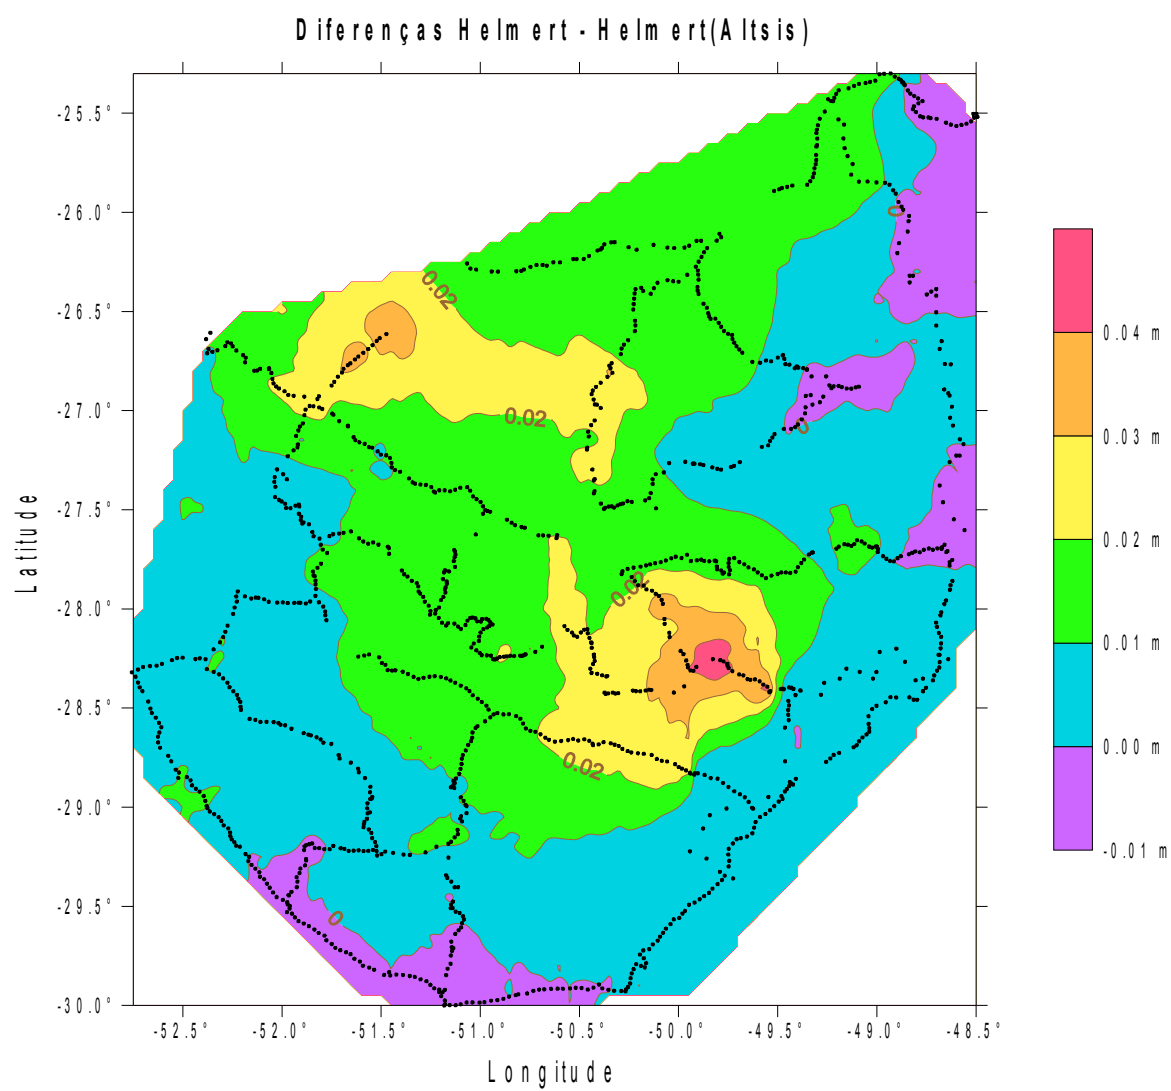 Diferenças Helmert - Helmert(Altsis)
-25.5°
-26.0°
-26.5°
-27.0°
-27.5°
-28.0°
-28.5°
-29.0°
-29.5°
-30.0°
Latitude
-52.5° -52.0° -51.5° -51.0° -50.5° -50.0° -49.5° -49.0° -48.5°
Longitude
0
0.02
0.02
0
0.02
0.02
0
0.04 m
0.03 m
0.02 m
0.01 m
0.00 m
-0.01 m